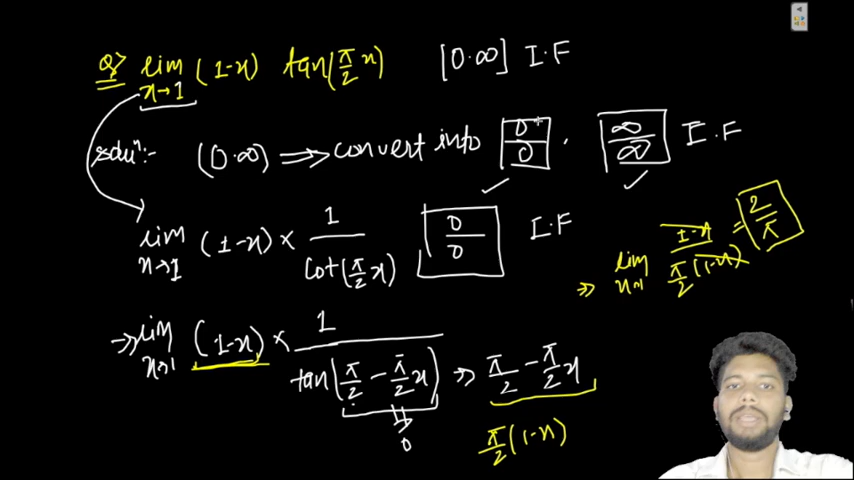 Q) lim x→1 (1-x) tan(π/2 x) [0·∞] I·F
soluⁿ:- (0·∞) ⟹ convert into 0/0 , ∞/∞ I·F
lim x→1 (1-x) × 1/cot(π/2 x) 0/0 I·F
⇒ lim x→1 1-x / π/2 (1-x) = 2/π
→ lim x→1 (1-x) × 1/tan(π/2 - π/2 x) ⇒ π/2 - π/2 x
0
π/2 (1-x)